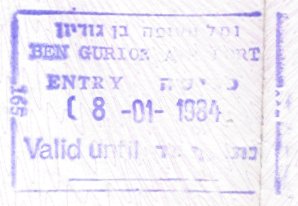 נמל תעופה בן גוריון
BEN GURION AIRPORT
ENTRY כניסה
( 8 -01- 1984
Valid until
165